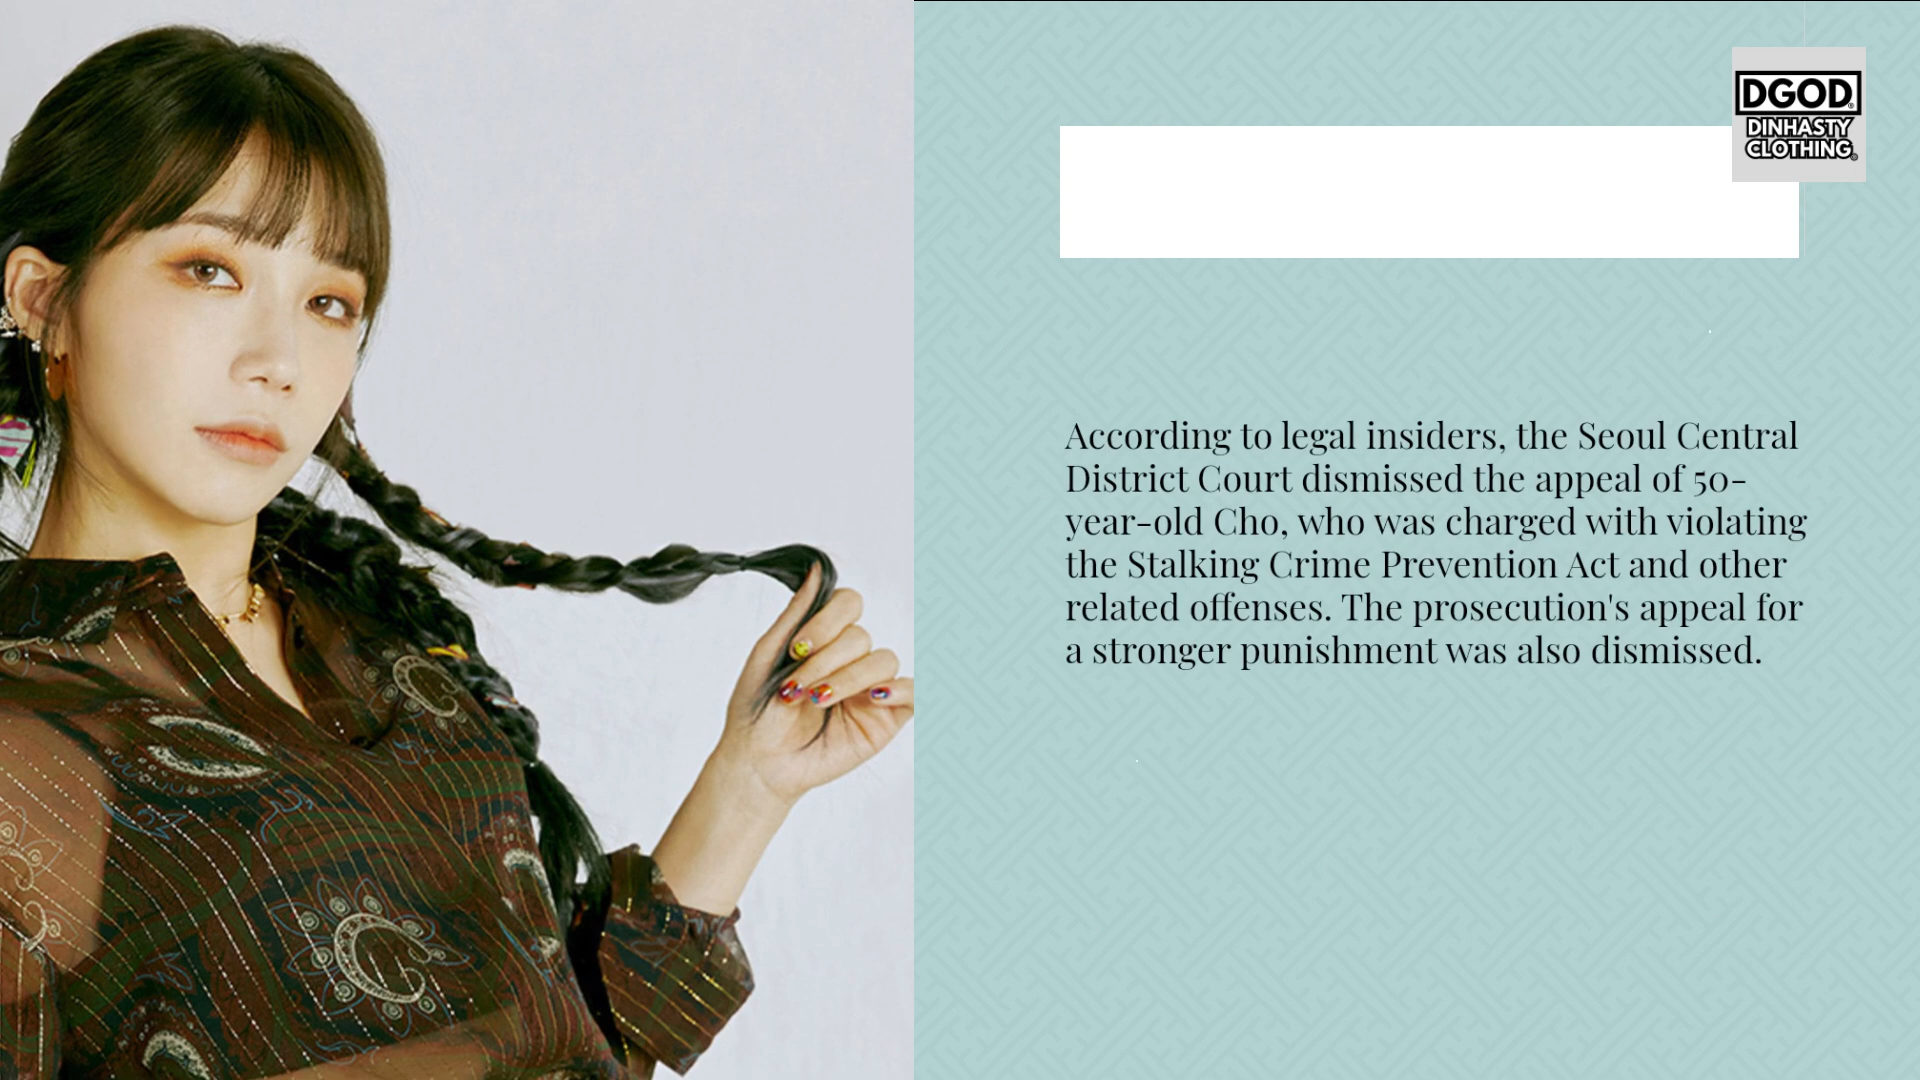 DGOD
DINHASTY
CLOTHING
According to legal insiders, the Seoul Central
District Court dismissed the appeal of 50-
year-old Cho, who was charged with violating
the Stalking Crime Prevention Act and other
related offenses. The prosecution's appeal for
a stronger punishment was also dismissed.